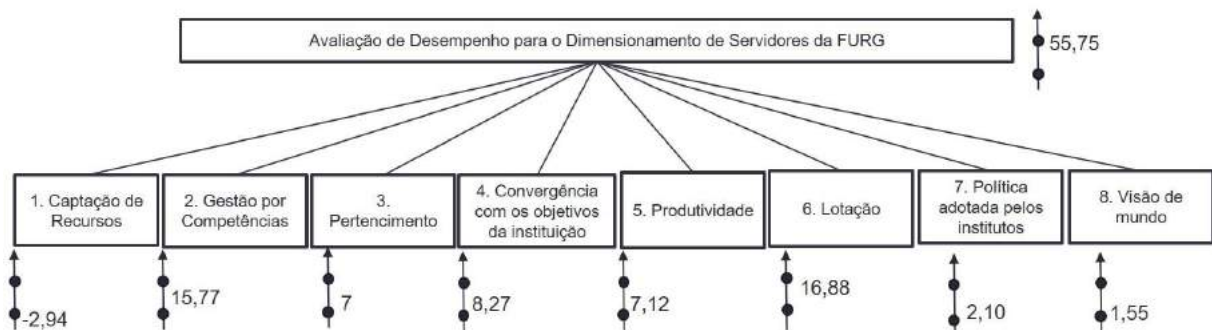 Avaliação de Desempenho para o Dimensionamento de Servidores da FURG
55,75
1. Captação de
Recursos
2. Gestão por
Competências
3.
Pertencimento
4. Convergência
com os objetivos
da instituição
5. Produtividade
6. Lotação
7. Política
adotada pelos
institutos
8. Visão de
mundo
-2,94
15,77
7
8,27
7,12
16,88
2,10
1,55